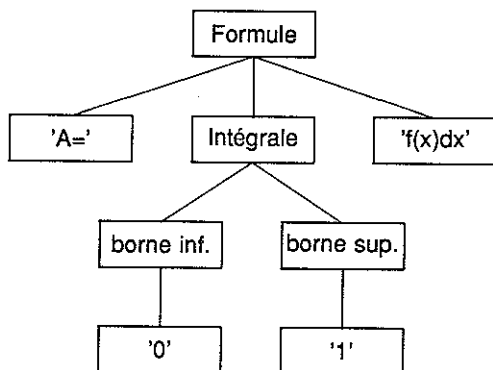 Formule
'A='
Intégrale
'f(x)dx'
borne inf.
borne sup.
'0'
'1'